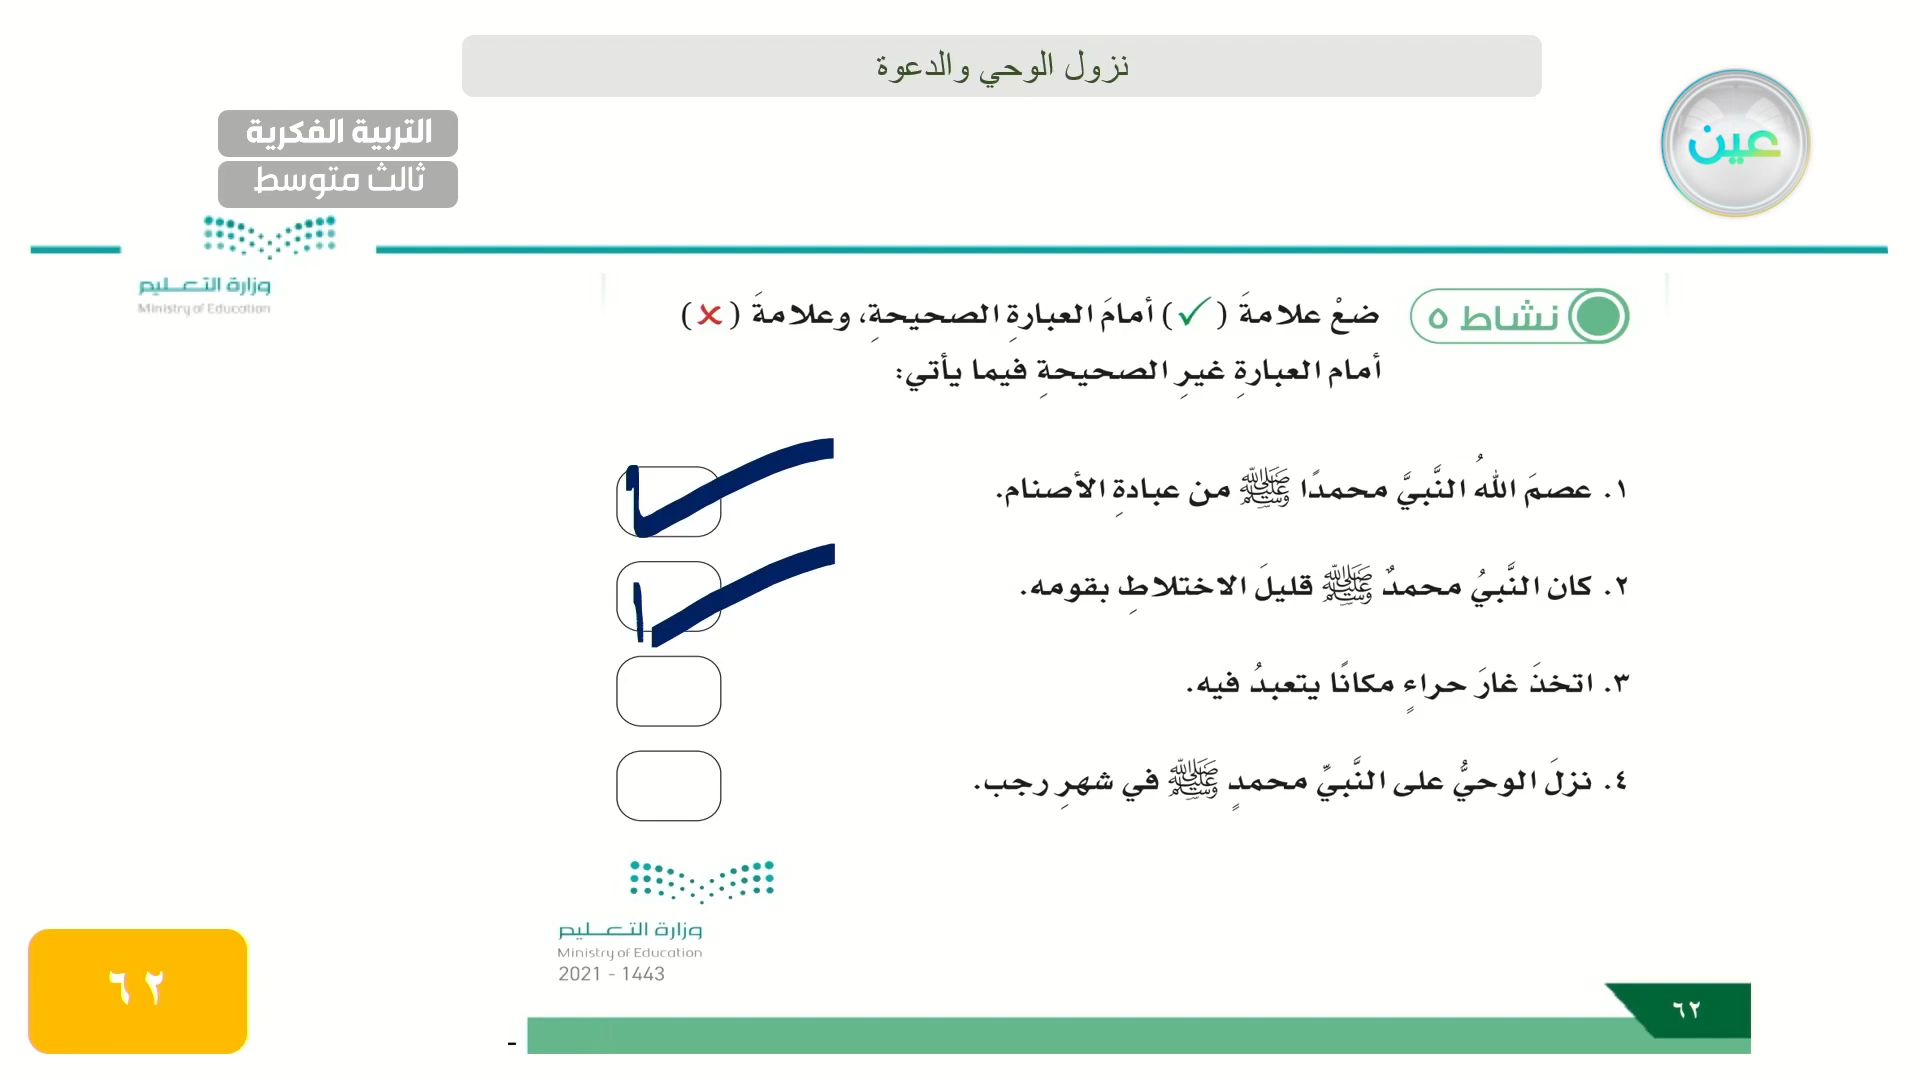 نزول الوحي والدعوة
عين
التربية الفكرية
ثالث متوسط
وزارة التـعـلـيم
Ministry of Education
نشاط ٥
ضعْ علامةَ (✓) أمامَ العبارةِ الصحيحةِ، وعلامةَ (✗)
أمام العبارةِ غيرِ الصحيحةِ فيما يأتي:
١. عصمَ اللهُ النَّبيَّ محمدًا ﷺ من عبادةِ الأصنام.
٢. كان النَّبيُ محمدٌ ﷺ قليلَ الاختلاطِ بقومه.
٣. اتخذَ غارَ حراءٍ مكانًا يتعبدُ فيه.
٤. نزلَ الوحيُّ على النَّبيِّ محمدٍ ﷺ في شهرِ رجب.
وزارة التـعـلـيم
Ministry of Education
2021 - 1443
٦٢
٦٢